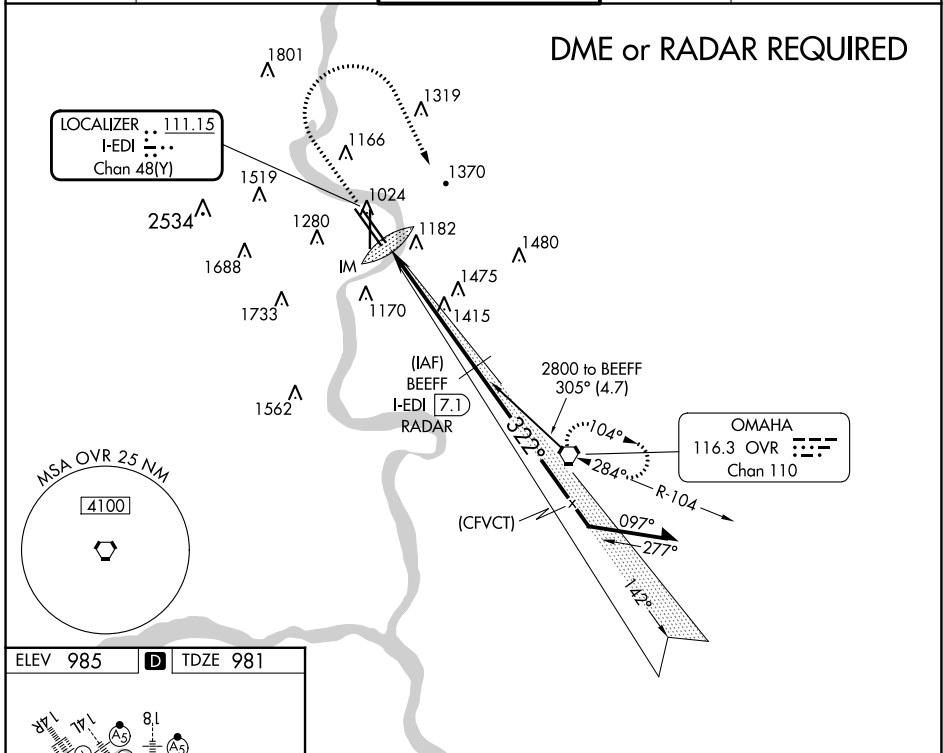 DME or RADAR REQUIRED
1801
1319
LOCALIZER 111.15
I-EDI
Chan 48(Y)
1166
1370
1519
1024
2534
1280
1182
1480
1688
IM
1475
1733
1170
1415
(IAF)
BEEFF
I-EDI 7.1
RADAR
2800 to BEEFF
305° (4.7)
1562
322°
104°
284°
R-104
OMAHA
116.3 OVR
Chan 110
MSA OVR 25 NM
4100
(CFVCT)
097°
277°
142°
ELEV 985 D TDZE 981
14R
14L
A5
18
A5